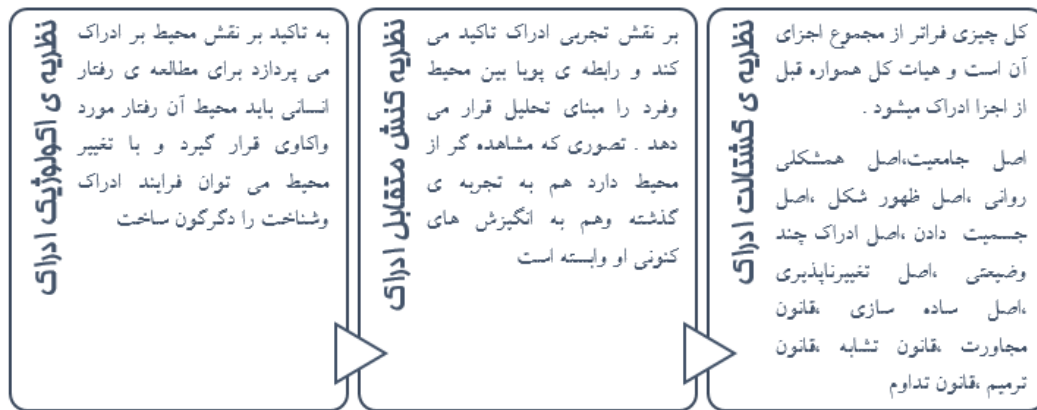 نظریه ی گشتالت ادراک
کل چیزی فراتر از مجموع اجزای
آن است و هیات کل همواره قبل
از اجزا ادراک میشود .
اصل جامعیت،اصل همشکلی
روانی ،اصل ظهور شکل ،اصل
جسمیت دادن ،اصل ادراک چند
وضیعتی ،اصل تغییرناپذیری
،اصل ساده سازی ،قانون
مجاورت ،قانون تشابه ،قانون
ترمیم ،قانون تداوم
نظریه کنش متقابل ادراک
بر نقش تجربی ادراک تاکید می
کند و رابطه ی پویا بین محیط
وفرد را مبنای تحلیل قرار می
دهد . تصوری که مشاهده گر از
محیط دارد هم به تجربه ی
گذشته وهم به انگیزش های
کنونی او وابسته است
نظریه ی اکولوژیک ادراک
به تاکید بر نقش محیط بر ادراک
می پردازد برای مطالعه ی رفتار
انسانی باید محیط آن رفتار مورد
واکاوی قرار گیرد و با تغییر
محیط می توان فرایند ادراک
وشناخت را دگرگون ساخت